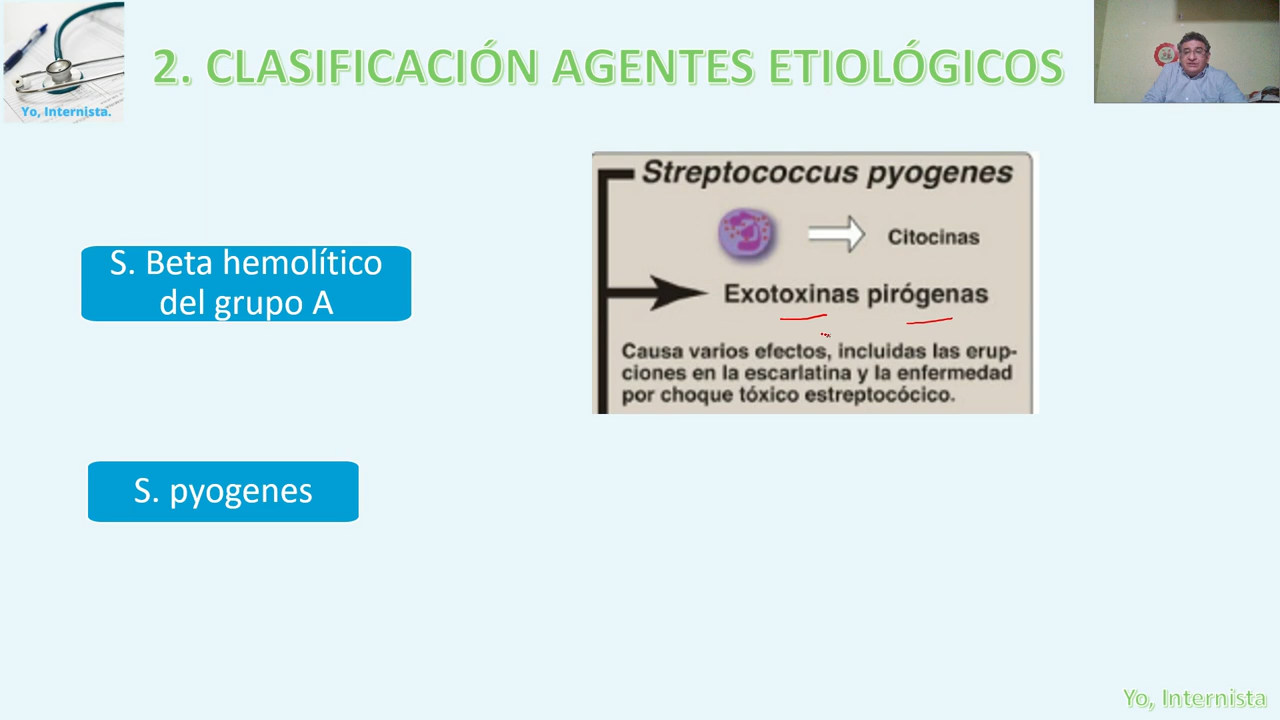 Yo, Internista.
2. CLASIFICACIÓN AGENTES ETIOLÓGICOS
S. Beta hemolítico
del grupo A
S. pyogenes
Streptococcus pyogenes
Citocinas
Exotoxinas pirógenas
Causa varios efectos, incluidas las erup-
ciones en la escarlatina y la enfermedad
por choque tóxico estreptocócico.
Yo, Internista